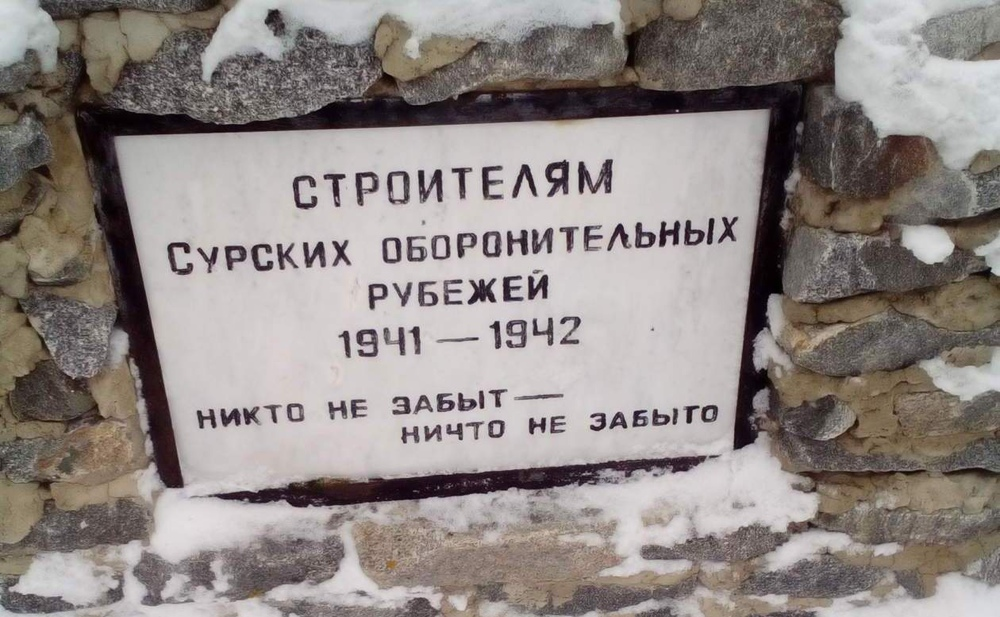 СТРОИТЕЛЯМ
СУРСКИХ ОБОРОНИТЕЛЬНЫХ
РУБЕЖЕЙ
1941 — 1942
НИКТО НЕ ЗАБЫТ —
НИЧТО НЕ ЗАБЫТО